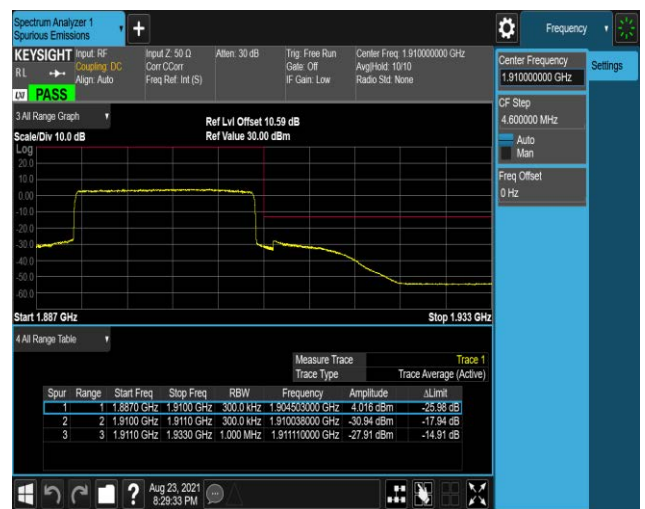 Spectrum Analyzer 1
Spurious Emissions
+
Frequency
KEYSIGHT Input: RF Input Z: 50 Ω Atten: 30 dB Trig: Free Run Center Freq: 1.910000000 GHz
RL Coupling: DC Corr CCorr Gate: Off Avg|Hold: 10/10
Align: Auto Freq Ref: Int (S) IF Gain: Low Radio Std: None
LXI PASS
Center Frequency
1.910000000 GHz
Settings
CF Step
4.600000 MHz
Auto
Man
Freq Offset
0 Hz
3 All Range Graph
Ref Lvl Offset 10.59 dB
Scale/Div 10.0 dB Ref Value 30.00 dBm
Log
20.0
10.0
0.00
-10.0
-20.0
-30.0
-40.0
-50.0
-60.0
Start 1.887 GHz Stop 1.933 GHz
4 All Range Table
Measure Trace Trace 1
Trace Type Trace Average (Active)
Spur Range Start Freq Stop Freq RBW Frequency Amplitude ΔLimit
1 1 1.8870 GHz 1.9100 GHz 300.0 kHz 1.904503000 GHz 4.016 dBm -25.98 dB
2 2 1.9100 GHz 1.9110 GHz 300.0 kHz 1.910038000 GHz -30.94 dBm -17.94 dB
3 3 1.9110 GHz 1.9330 GHz 1.000 MHz 1.911110000 GHz -27.91 dBm -14.91 dB
? Aug 23, 2021
8:29:33 PM